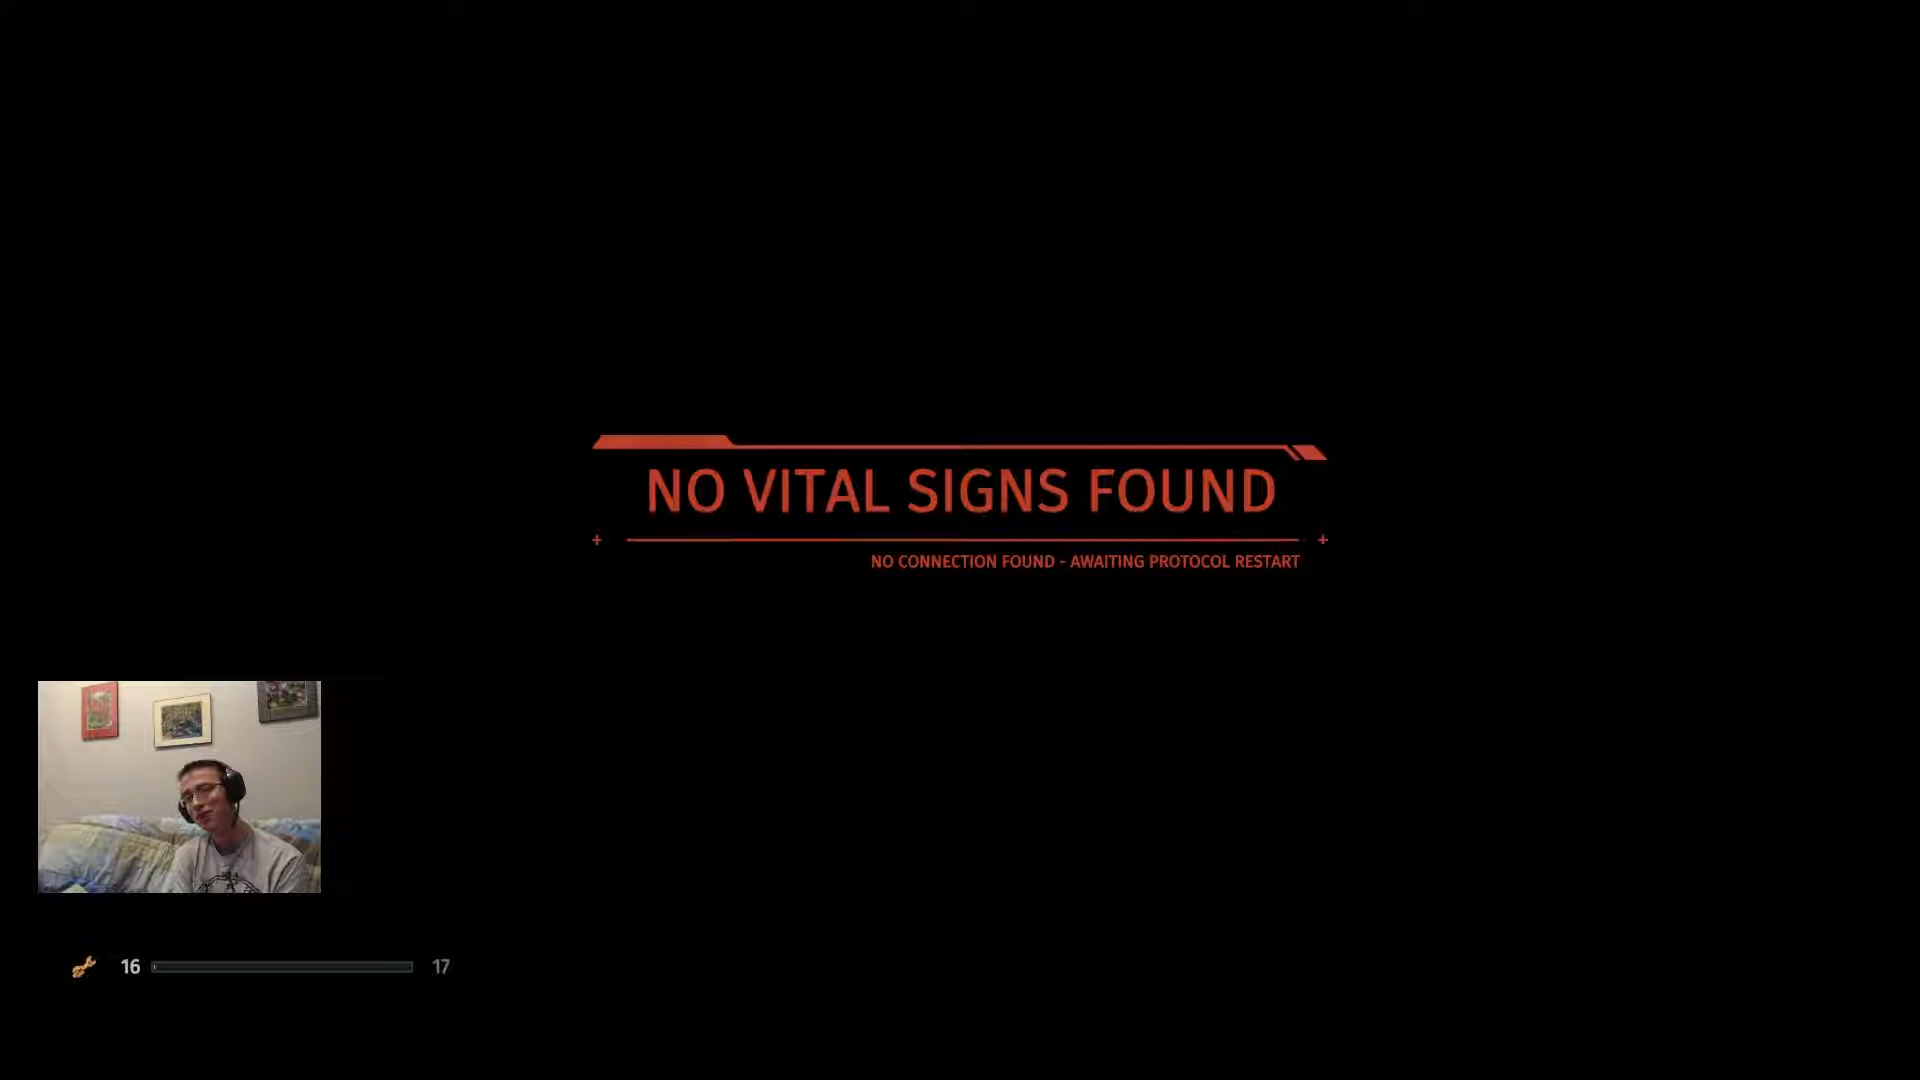 NO VITAL SIGNS FOUND
NO CONNECTION FOUND - AWAITING PROTOCOL RESTART
16 17